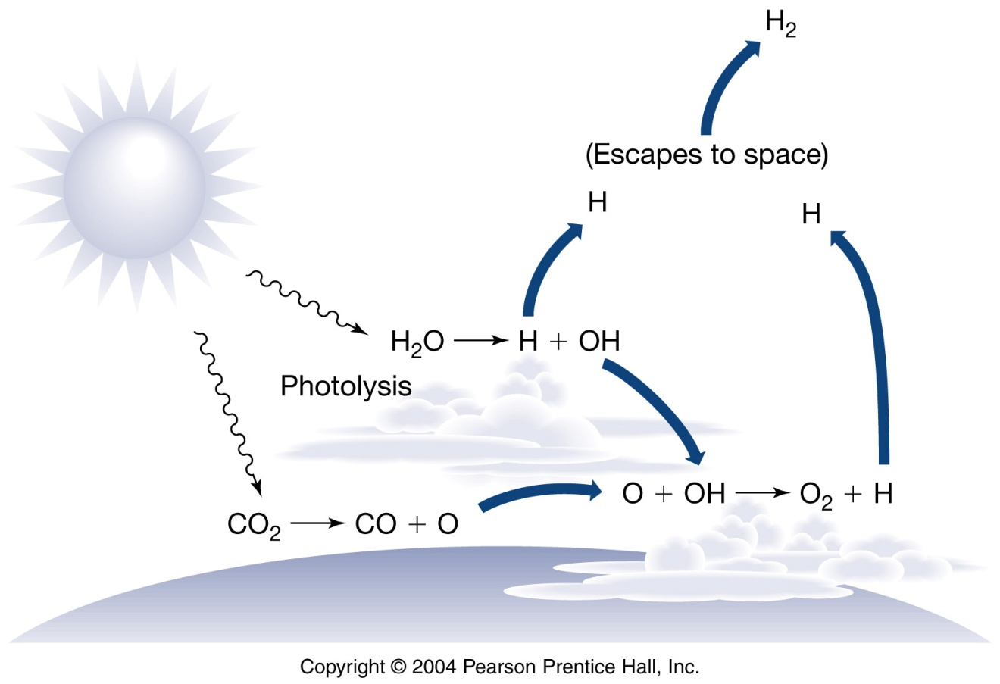 H₂
(Escapes to space)
H
H
H₂O ⟶ H + OH
Photolysis
O + OH ⟶ O₂ + H
CO₂ ⟶ CO + O
Copyright © 2004 Pearson Prentice Hall, Inc.